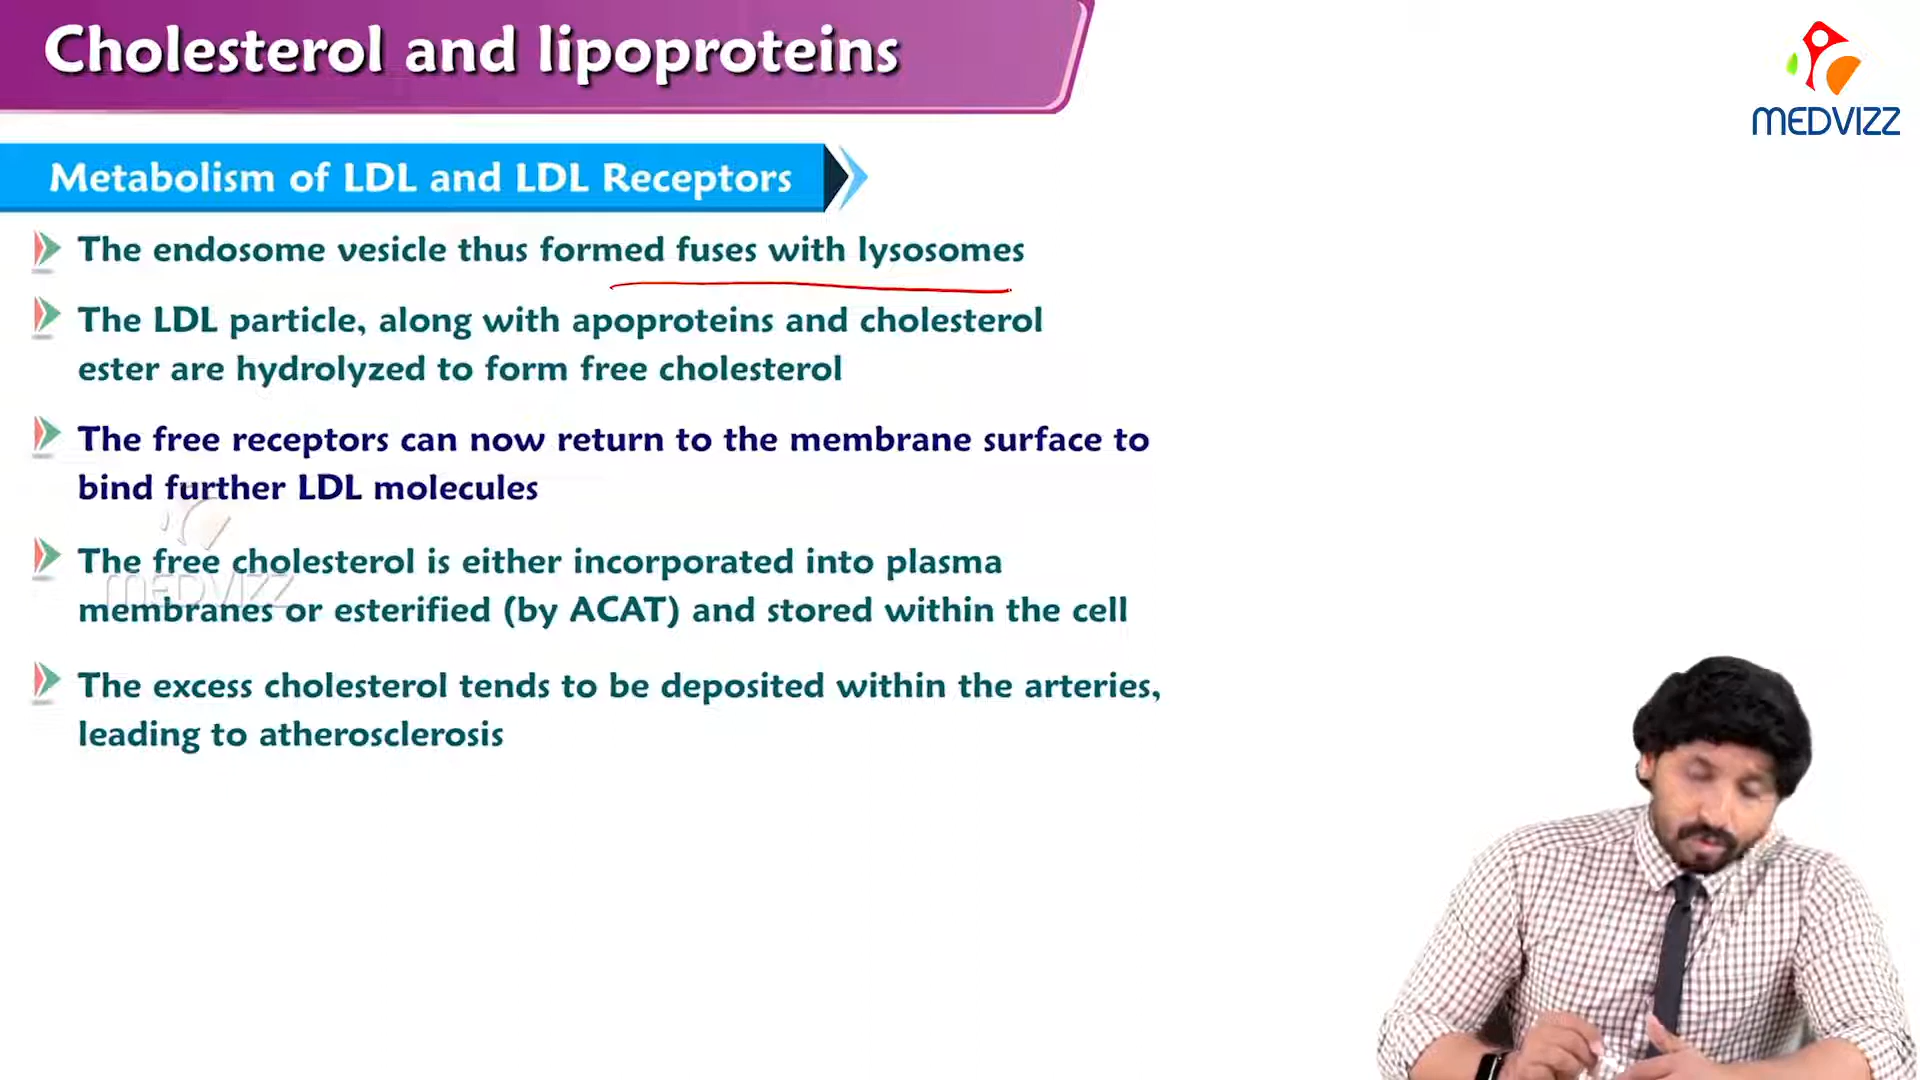 Cholesterol and lipoproteins
MEDVIZZ
Metabolism of LDL and LDL Receptors
The endosome vesicle thus formed fuses with lysosomes
The LDL particle, along with apoproteins and cholesterol
ester are hydrolyzed to form free cholesterol
The free receptors can now return to the membrane surface to
bind further LDL molecules
The free cholesterol is either incorporated into plasma
MEDVIZZ
membranes or esterified (by ACAT) and stored within the cell
The excess cholesterol tends to be deposited within the arteries,
leading to atherosclerosis